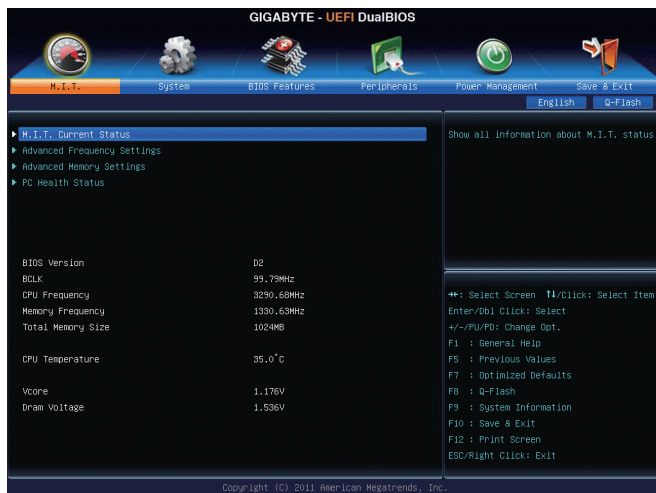 GIGABYTE - UEFI DualBIOS
M.I.T.
System
BIOS Features
Peripherals
Power Management
Save & Exit
English
Q-Flash
M.I.T. Current Status
Advanced Frequency Settings
Advanced Memory Settings
PC Health Status
Show all information about M.I.T. status
BIOS Version D2
BCLK 99.79MHz
CPU Frequency 3290.68MHz
Memory Frequency 1330.63MHz
Total Memory Size 1024MB
CPU Temperature 35.0°C
Vcore 1.176V
Dram Voltage 1.536V
→←: Select Screen ↑↓/Click: Select Item
Enter/Dbl Click: Select
+/-/PU/PD: Change Opt.
F1 : General Help
F5 : Previous Values
F7 : Optimized Defaults
F8 : Q-Flash
F9 : System Information
F10 : Save & Exit
F12 : Print Screen
ESC/Right Click: Exit
Copyright (C) 2011 American Megatrends, Inc.